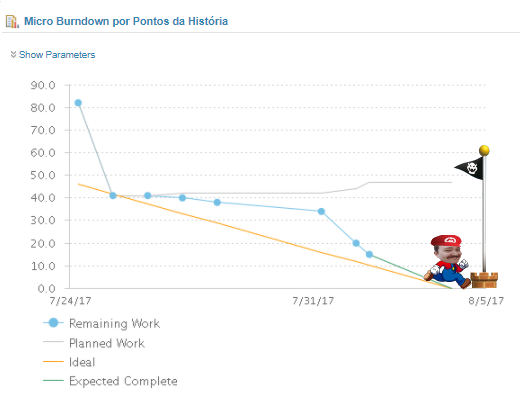 Micro Burndown por Pontos da História
Show Parameters
90.0
80.0
70.0
60.0
50.0
40.0
30.0
20.0
10.0
0.0
7/24/17
7/31/17
8/5/17
Remaining Work
Planned Work
Ideal
Expected Complete